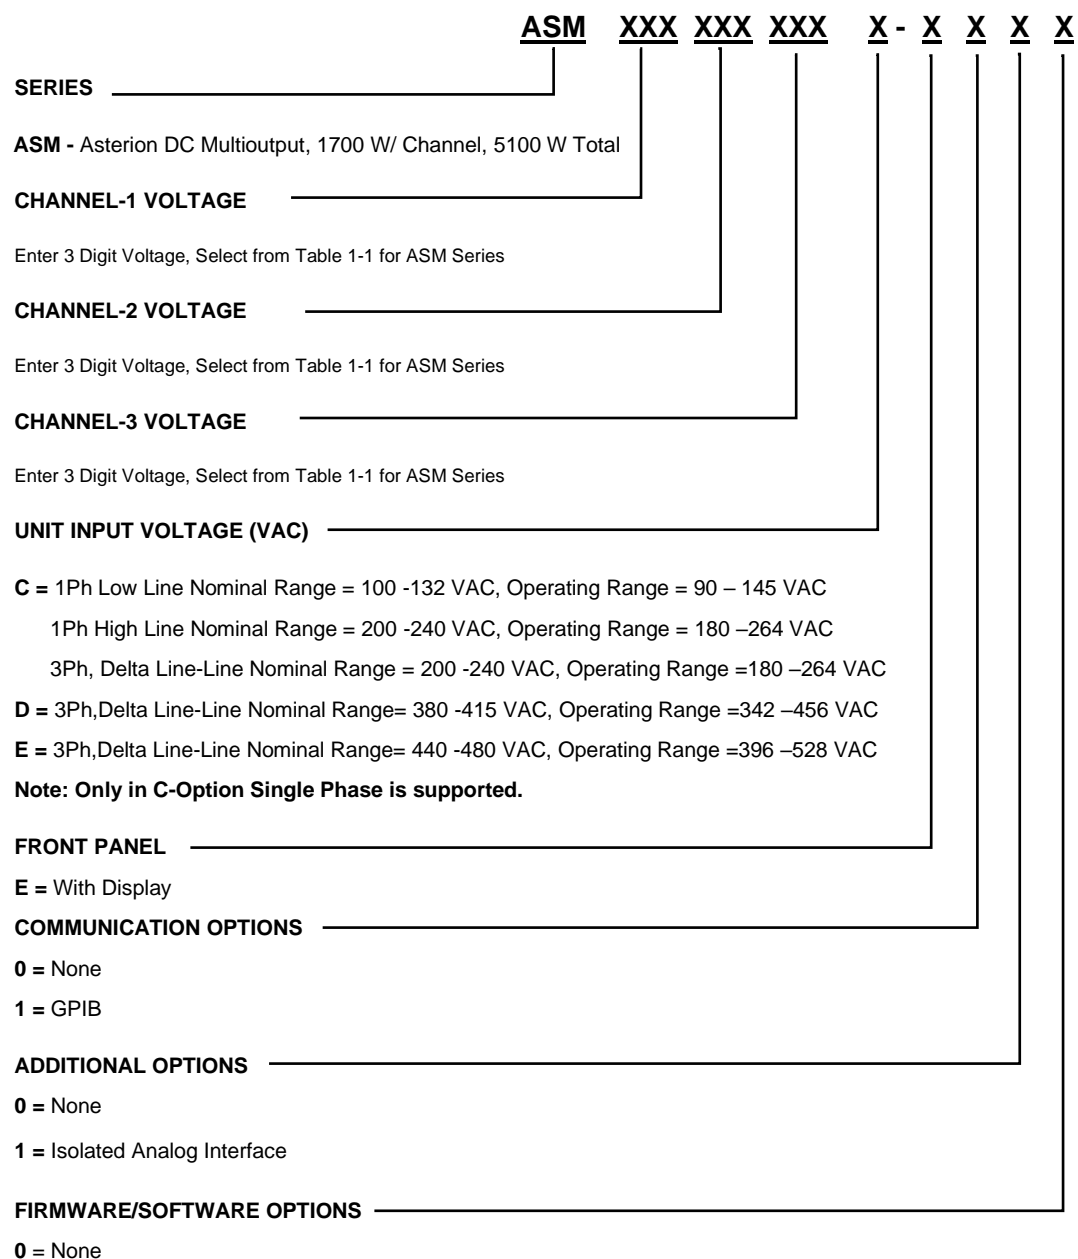 ASM XXX XXX XXX X - X X X X
SERIES
ASM - Asterion DC Multioutput, 1700 W/ Channel, 5100 W Total
CHANNEL-1 VOLTAGE
Enter 3 Digit Voltage, Select from Table 1-1 for ASM Series
CHANNEL-2 VOLTAGE
Enter 3 Digit Voltage, Select from Table 1-1 for ASM Series
CHANNEL-3 VOLTAGE
Enter 3 Digit Voltage, Select from Table 1-1 for ASM Series
UNIT INPUT VOLTAGE (VAC)
C = 1Ph Low Line Nominal Range = 100 -132 VAC, Operating Range = 90 – 145 VAC
1Ph High Line Nominal Range = 200 -240 VAC, Operating Range = 180 –264 VAC
3Ph, Delta Line-Line Nominal Range = 200 -240 VAC, Operating Range =180 –264 VAC
D = 3Ph,Delta Line-Line Nominal Range= 380 -415 VAC, Operating Range =342 –456 VAC
E = 3Ph,Delta Line-Line Nominal Range= 440 -480 VAC, Operating Range =396 –528 VAC
Note: Only in C-Option Single Phase is supported.
FRONT PANEL
E = With Display
COMMUNICATION OPTIONS
0 = None
1 = GPIB
ADDITIONAL OPTIONS
0 = None
1 = Isolated Analog Interface
FIRMWARE/SOFTWARE OPTIONS
0 = None